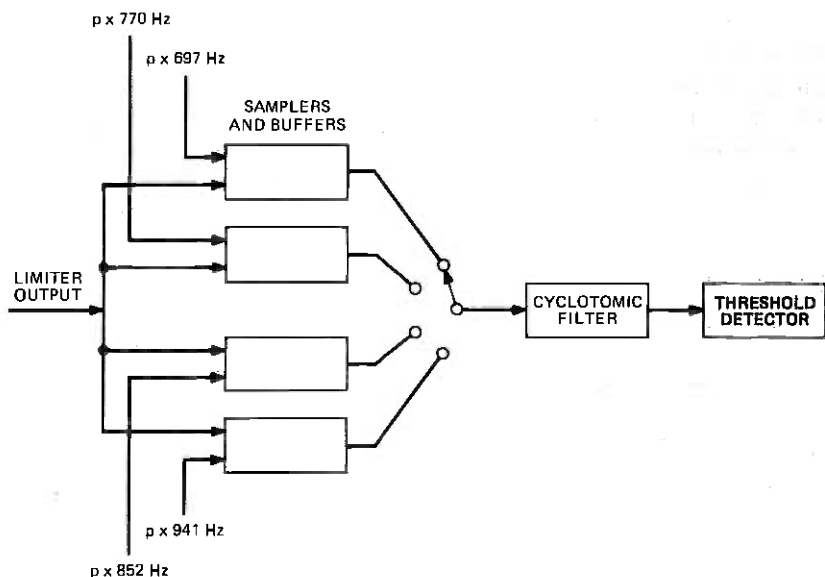 p x 770 Hz
p x 697 Hz
SAMPLERS
AND BUFFERS
LIMITER
OUTPUT
CYCLOTOMIC
FILTER
THRESHOLD
DETECTOR
p x 941 Hz
p x 852 Hz